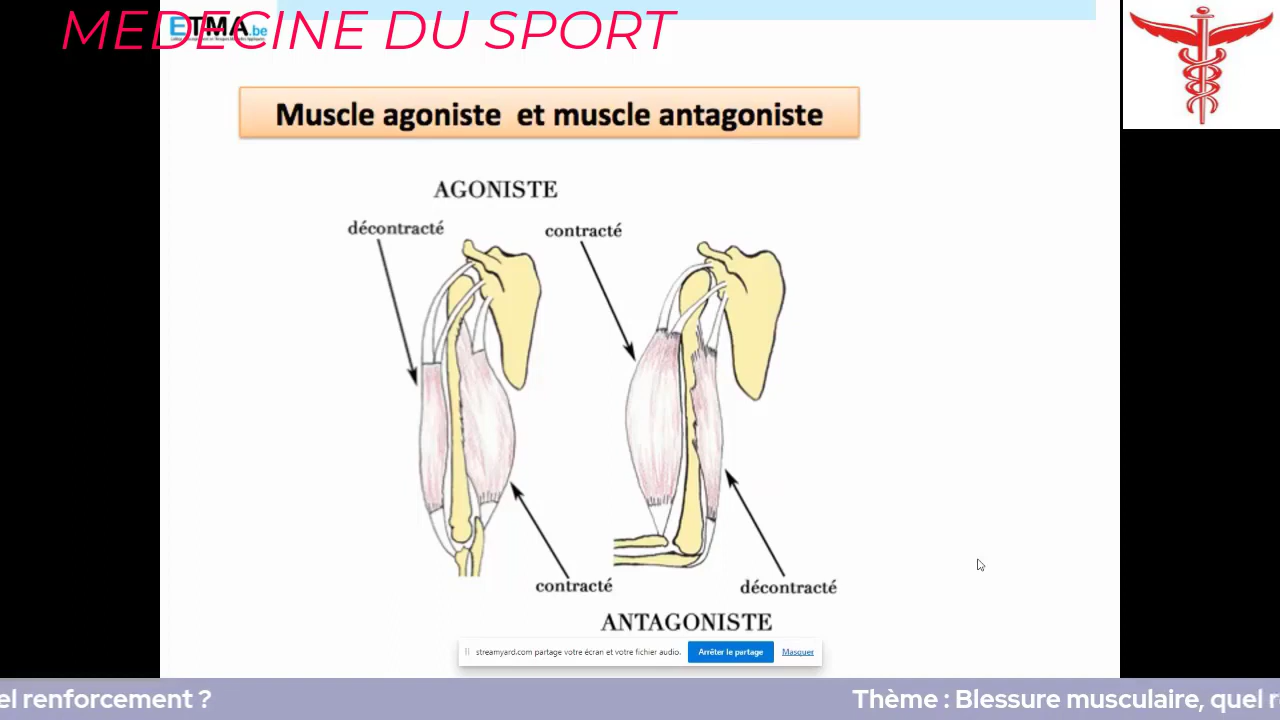 MEDECINE DU SPORT
ETMA.be
Muscle agoniste et muscle antagoniste
AGONISTE
décontracté
contracté
contracté
décontracté
ANTAGONISTE
streamyard.com partage votre écran et votre fichier audio.
Arrêter le partage
Masquer
el renforcement ?
Thème : Blessure musculaire, quel r